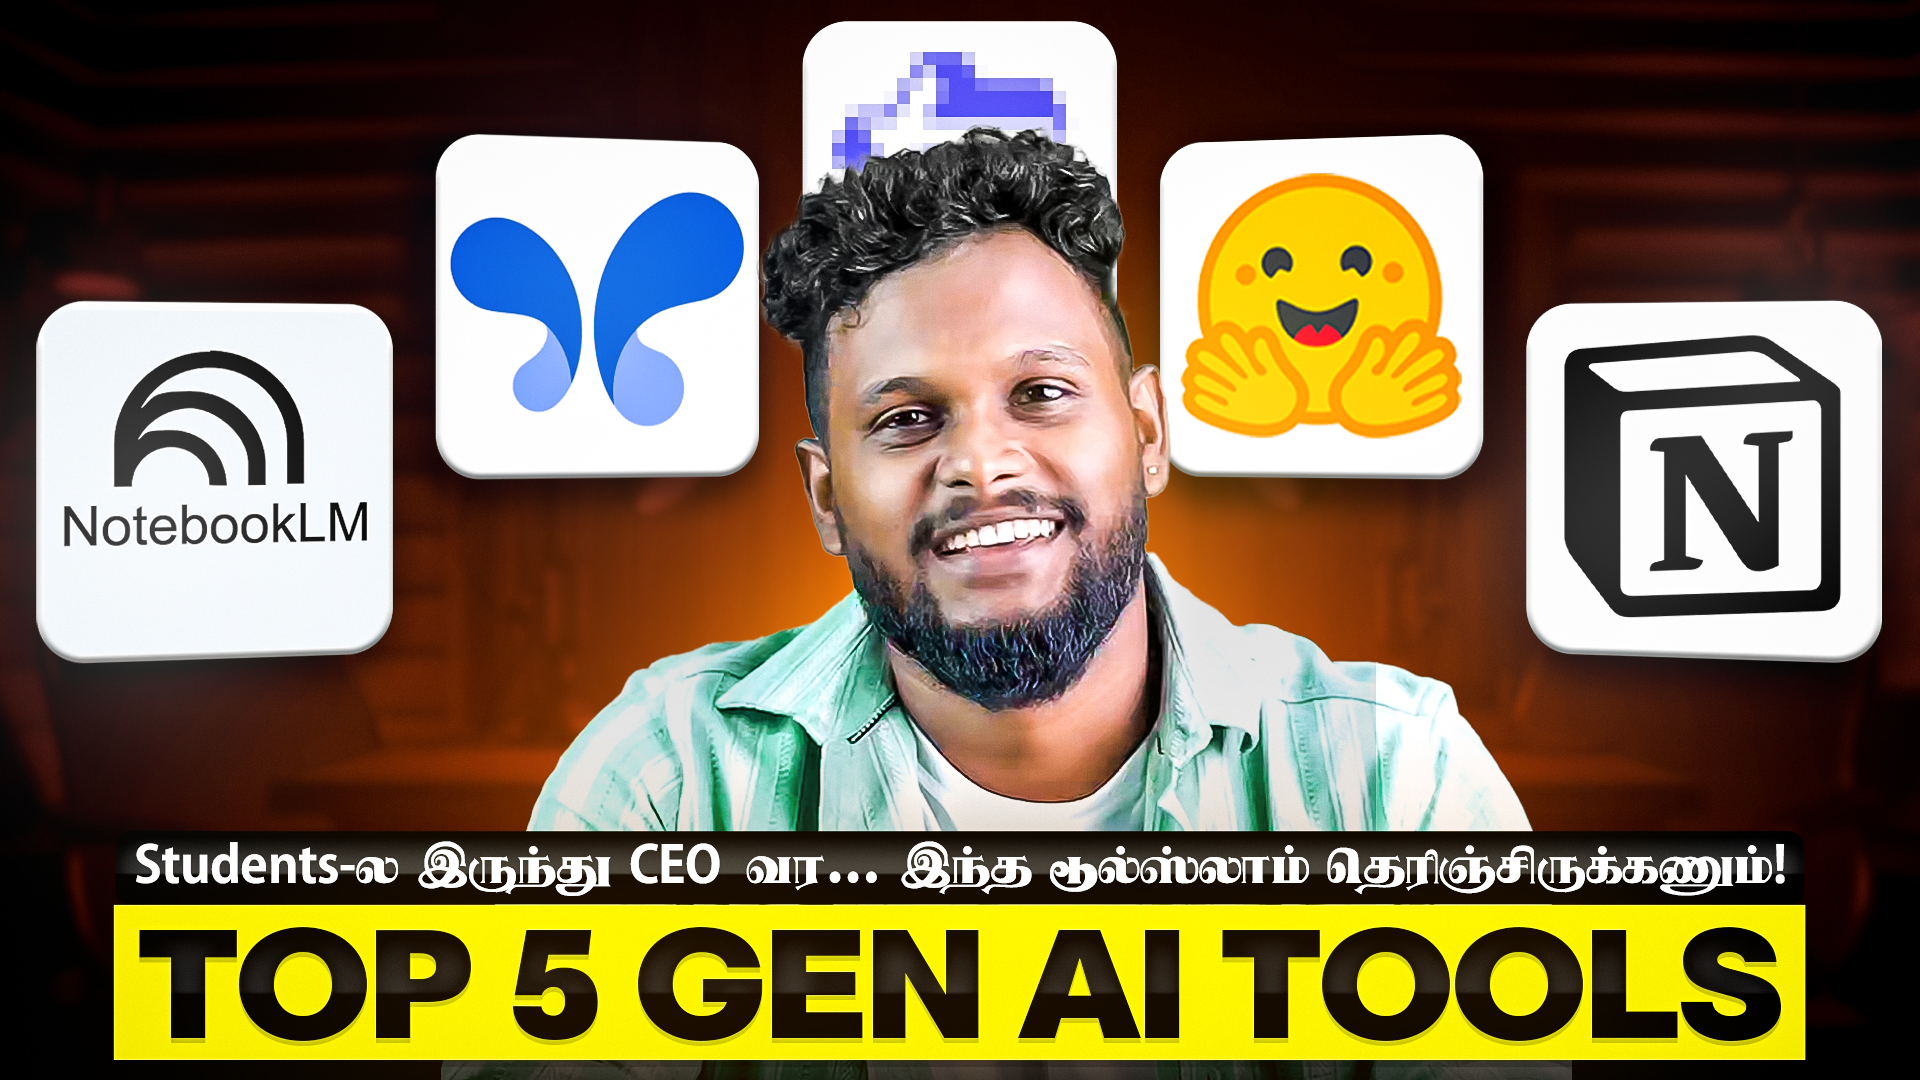 NotebookLM
N
Students-ல இருந்து CEO வர... இந்த டூல்ஸ்லாம் தெரிஞ்சிருக்கணும்!
TOP 5 GEN AI TOOLS